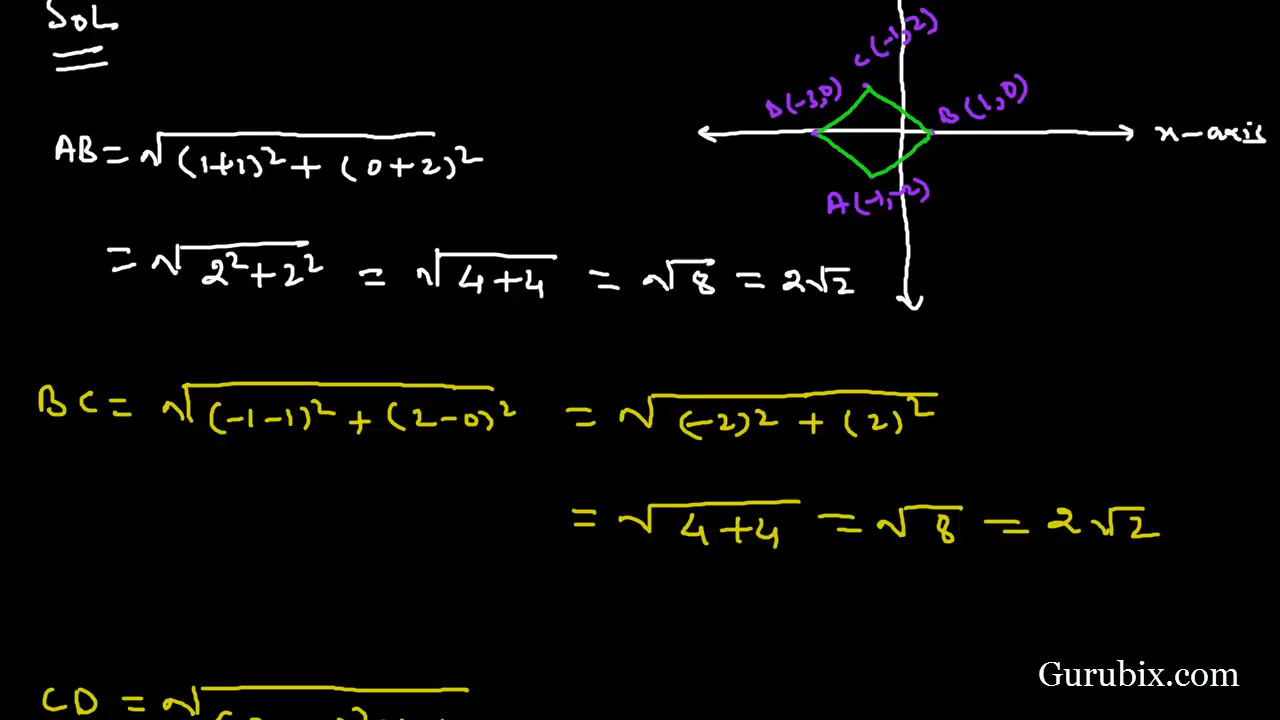 SOL
C(-1,2)
D(-3,0)
B(1,0)
x-axis
A(-1,-2)
AB = √((1+1)² + (0+2)²)
= √(2²+2²) = √(4+4) = √8 = 2√2
BC = √((-1-1)² + (2-0)²) = √((-2)² + (2)²)
= √(4+4) = √8 = 2√2
CD = √
Gurubix.com